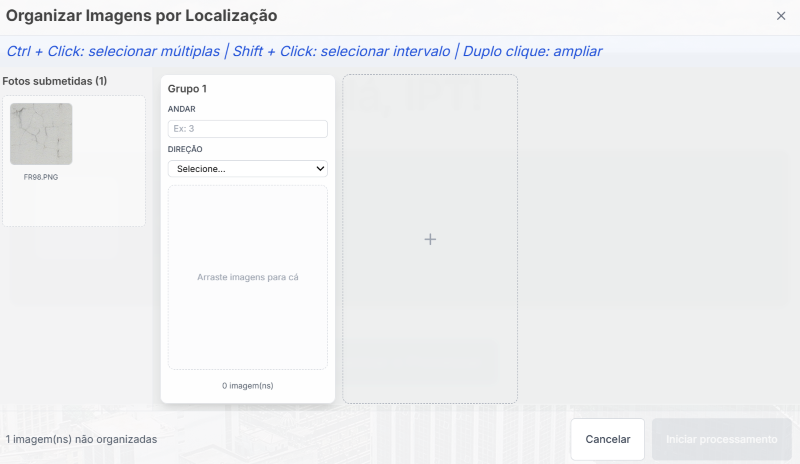 Organizar Imagens por Localização
Ctrl + Click: selecionar múltiplas | Shift + Click: selecionar intervalo | Duplo clique: ampliar
Fotos submetidas (1)
FR98.PNG
Grupo 1
ANDAR
Ex: 3
DIREÇÃO
Selecione...
Arraste imagens para cá
0 imagem(ns)
1 imagem(ns) não organizadas
Cancelar
Iniciar processamento